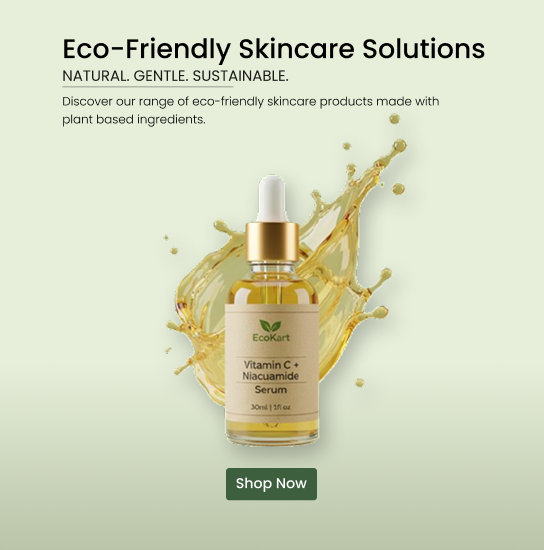 Eco-Friendly Skincare Solutions
NATURAL. GENTLE. SUSTAINABLE.
Discover our range of eco-friendly skincare products made with
plant based ingredients.
EcoKart
Vitamin C +
Niacuamide
Serum
30ml | 1fl oz
Shop Now